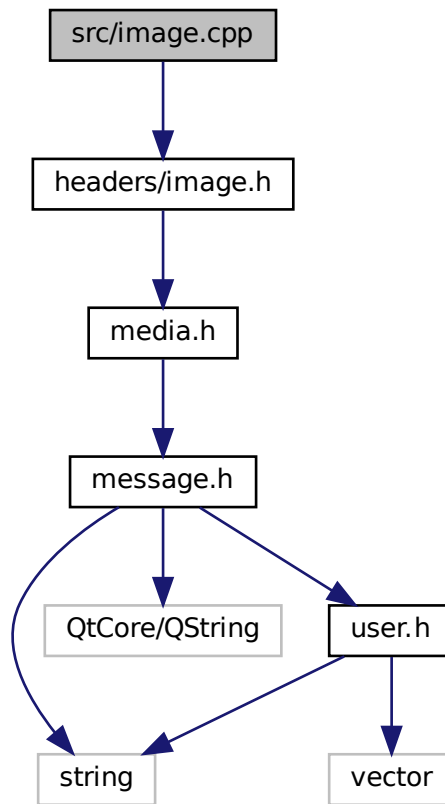 src/image.cpp
headers/image.h
media.h
message.h
QtCore/QString
user.h
string
vector